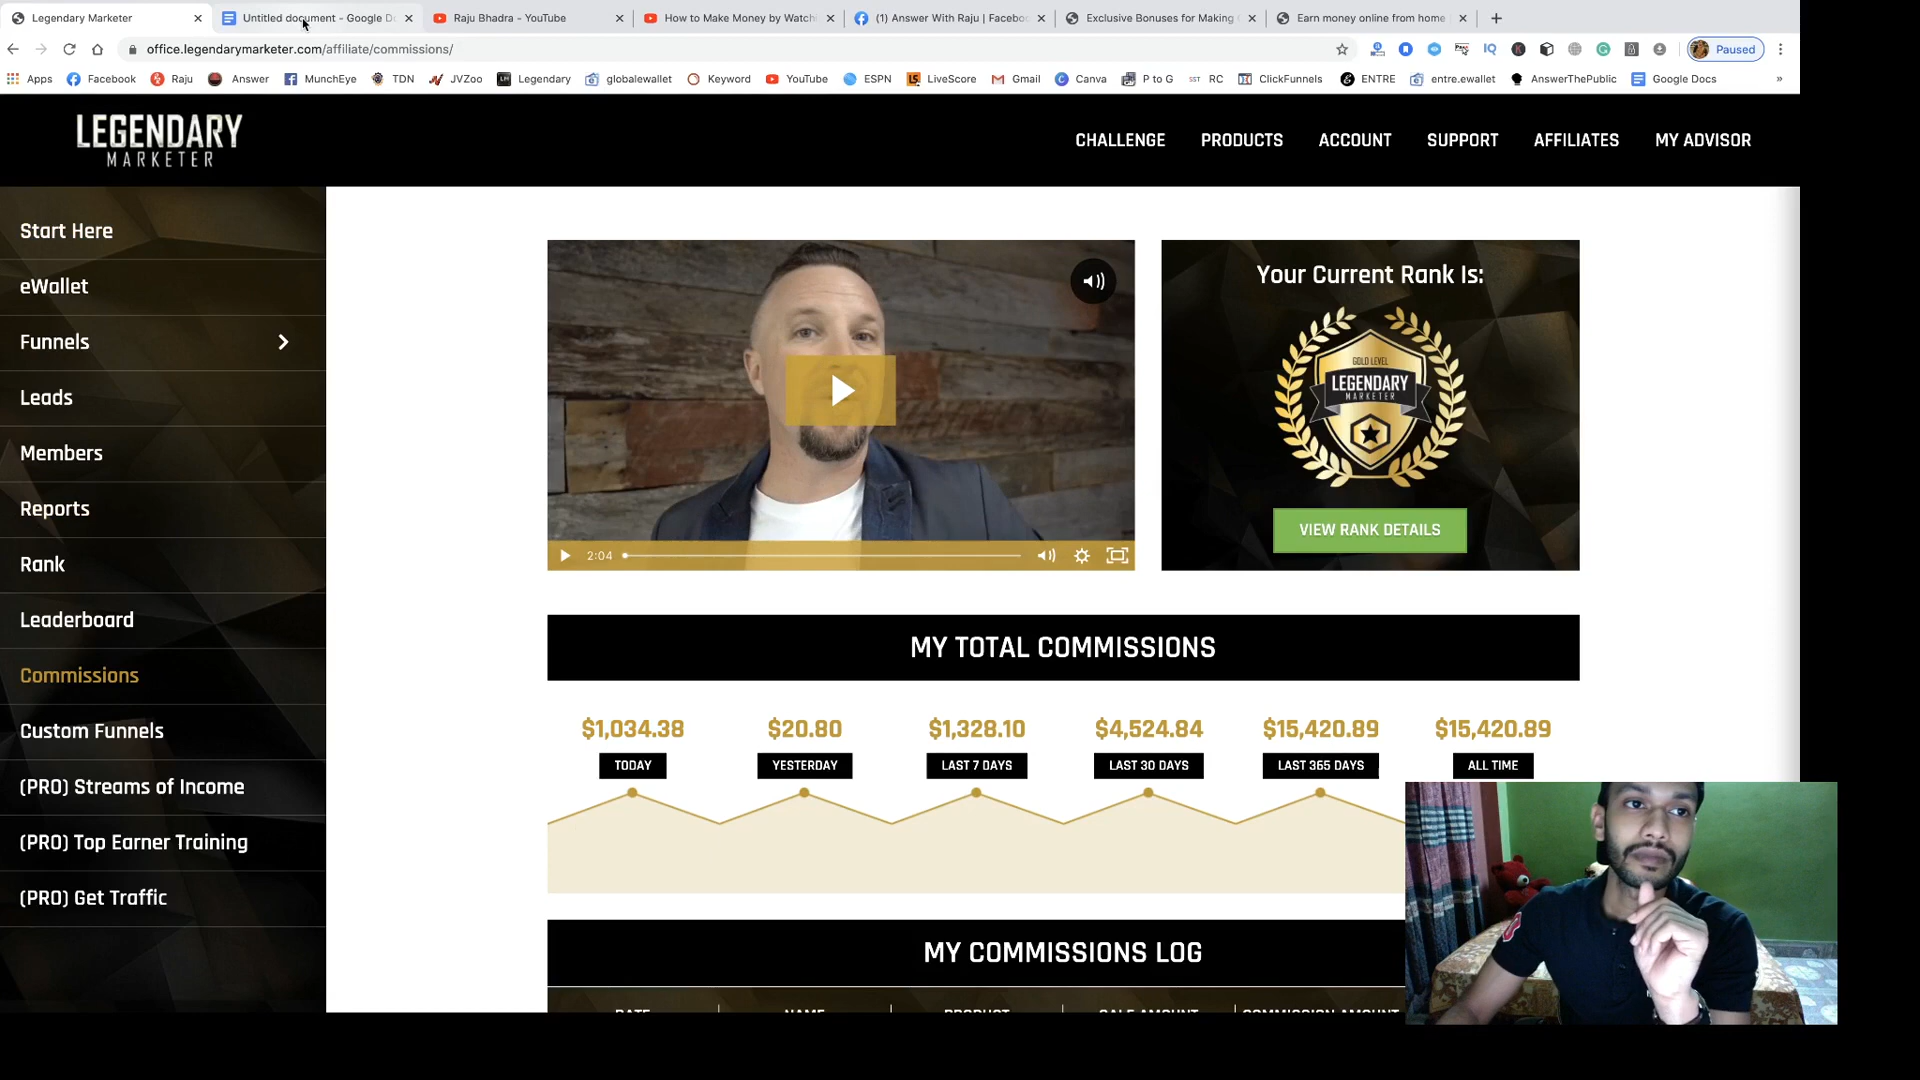 Legendary Marketer
Untitled document - Google D
Raju Bhadra - YouTube
How to Make Money by Watch
(1) Answer With Raju | Facebo
Exclusive Bonuses for Making
Earn money online from home
office.legendarymarketer.com/affiliate/commissions/
Paused
Apps Facebook Raju Answer MunchEye TDN JVZoo Legendary globalewallet Keyword YouTube ESPN LiveScore Gmail Canva P to G RC ClickFunnels ENTRE entre.ewallet AnswerThePublic Google Docs »
LEGENDARY
MARKETER
CHALLENGE PRODUCTS ACCOUNT SUPPORT AFFILIATES MY ADVISOR
Start Here
eWallet
Funnels
Leads
Members
Reports
Rank
Leaderboard
Commissions
Custom Funnels
(PRO) Streams of Income
(PRO) Top Earner Training
(PRO) Get Traffic
2:04
Your Current Rank Is:
GOLD LEVEL
LEGENDARY
MARKETER
VIEW RANK DETAILS
MY TOTAL COMMISSIONS
$1,034.38 $20.80 $1,328.10 $4,524.84 $15,420.89 $15,420.89
TODAY YESTERDAY LAST 7 DAYS LAST 30 DAYS LAST 365 DAYS ALL TIME
MY COMMISSIONS LOG
DATE NAME PRODUCT SALE AMOUNT COMMISSION AMOUNT